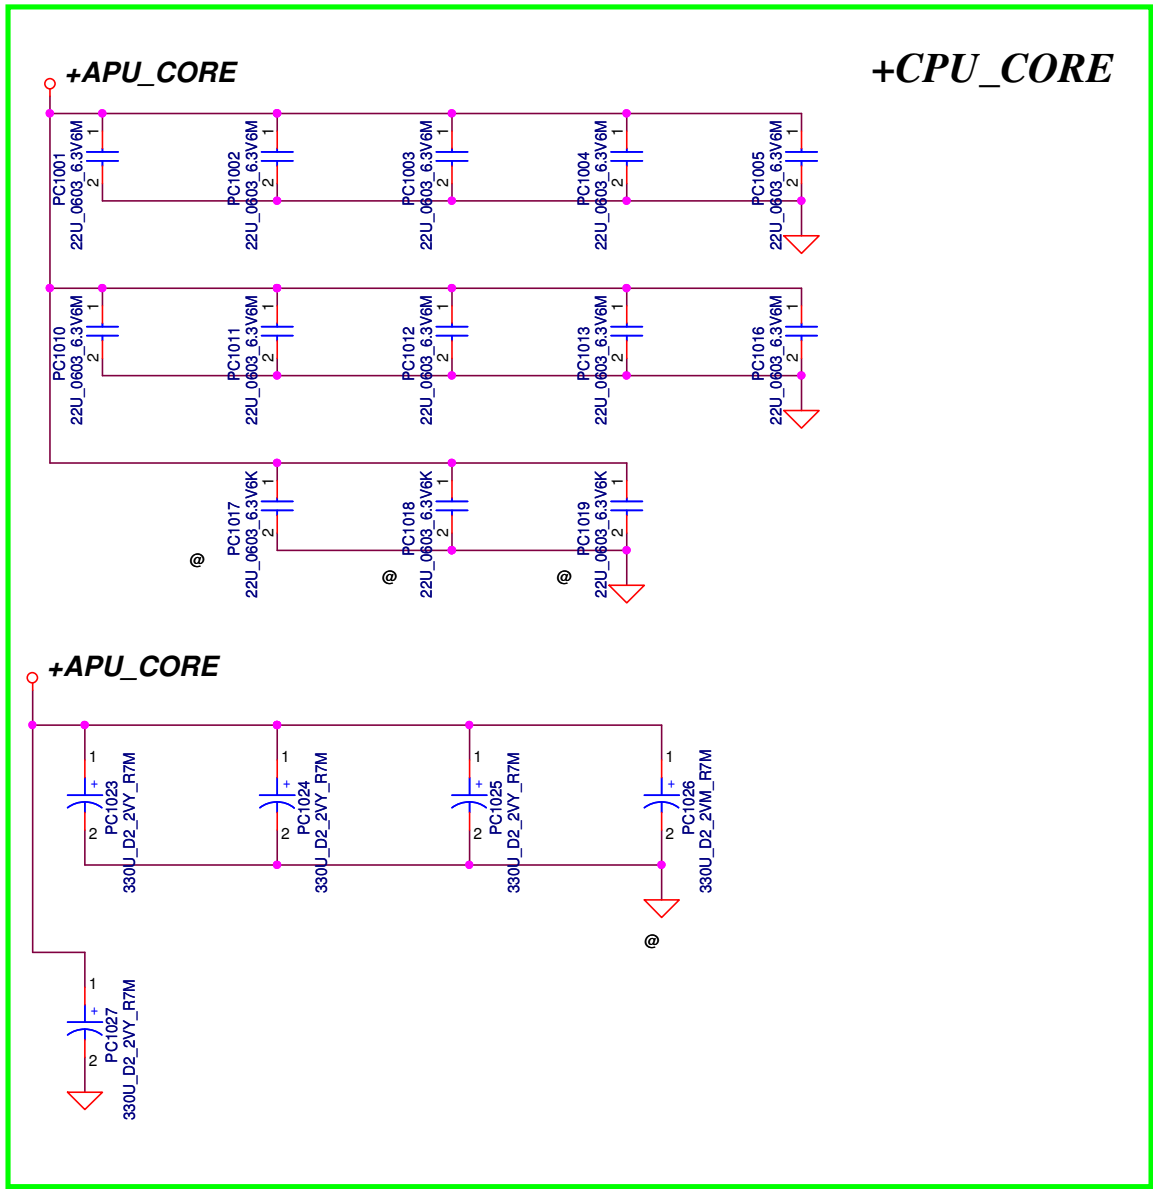 +APU_CORE
+CPU_CORE
1
2
PC1001
22U_0603_6.3V6M
1
2
PC1002
22U_0603_6.3V6M
1
2
PC1003
22U_0603_6.3V6M
1
2
PC1004
22U_0603_6.3V6M
1
2
PC1005
22U_0603_6.3V6M
1
2
PC1010
22U_0603_6.3V6M
1
2
PC1011
22U_0603_6.3V6M
1
2
PC1012
22U_0603_6.3V6M
1
2
PC1013
22U_0603_6.3V6M
1
2
PC1016
22U_0603_6.3V6M
1
2
PC1017
22U_0603_6.3V6K
@
1
2
PC1018
22U_0603_6.3V6K
@
1
2
PC1019
22U_0603_6.3V6K
@
+APU_CORE
1
+
2
PC1023
330U_D2_2VY_R7M
1
+
2
PC1024
330U_D2_2VY_R7M
1
+
2
PC1025
330U_D2_2VY_R7M
1
+
2
PC1026
330U_D2_2VM_R7M
@
1
+
2
PC1027
330U_D2_2VY_R7M